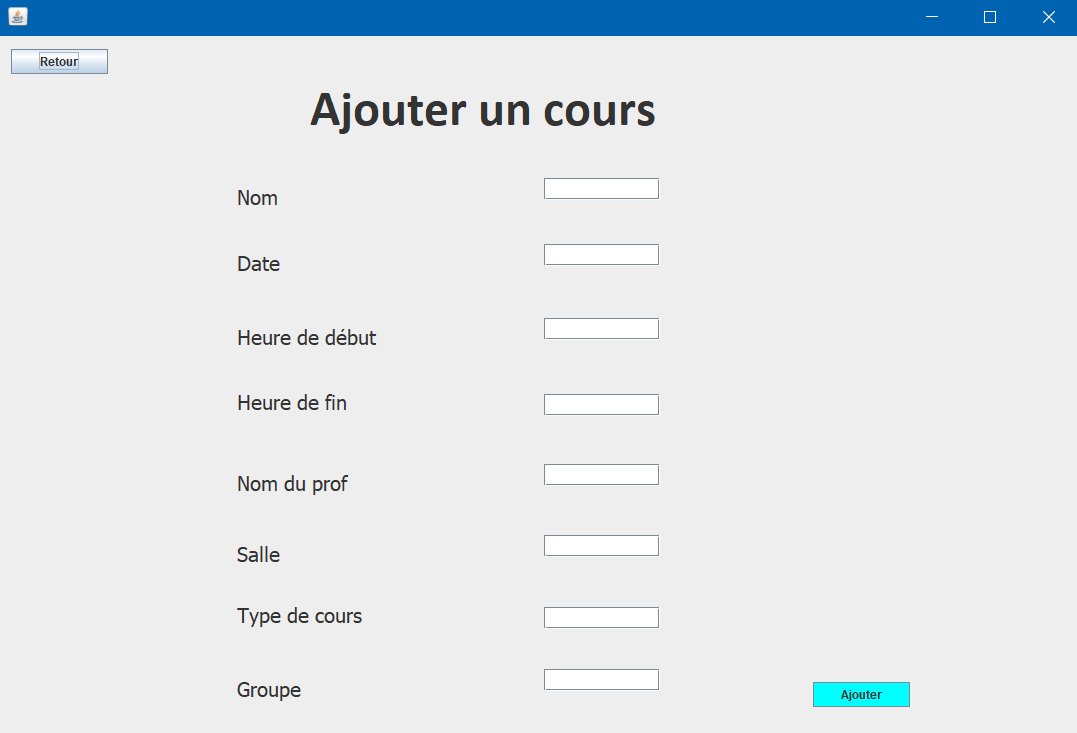 Retour
Ajouter un cours
Nom
Date
Heure de début
Heure de fin
Nom du prof
Salle
Type de cours
Groupe
Ajouter